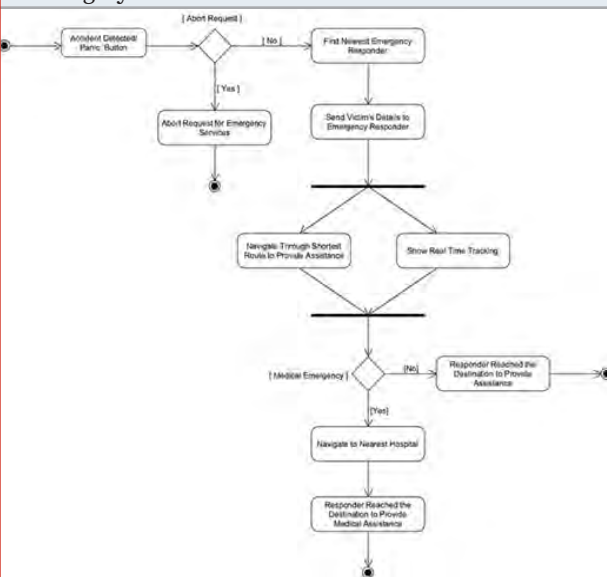 [ Abort Request ]
Accident Detected/
Panic Button
[ No ]
Find Newest Emergency
Responder
[ Yes ]
Abort Request for Emergency
Services
Send Victim's Details to
Emergency Responder
Navigate Through Shortest
Route to Provide Assistance
Show Real Time Tracking
[ Medical Emergency ]
[No]
Responder Reached the
Destination to Provide
Assistance
[Yes]
Navigate to Nearest Hospital
Responder Reached the
Destination to Provide
Medical Assistance